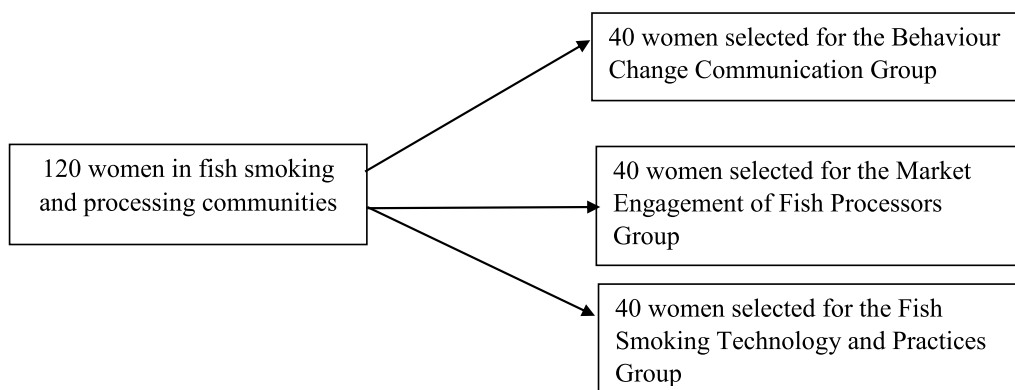 40 women selected for the Behaviour
Change Communication Group
120 women in fish smoking
and processing communities
40 women selected for the Market
Engagement of Fish Processors
Group
40 women selected for the Fish
Smoking Technology and Practices
Group